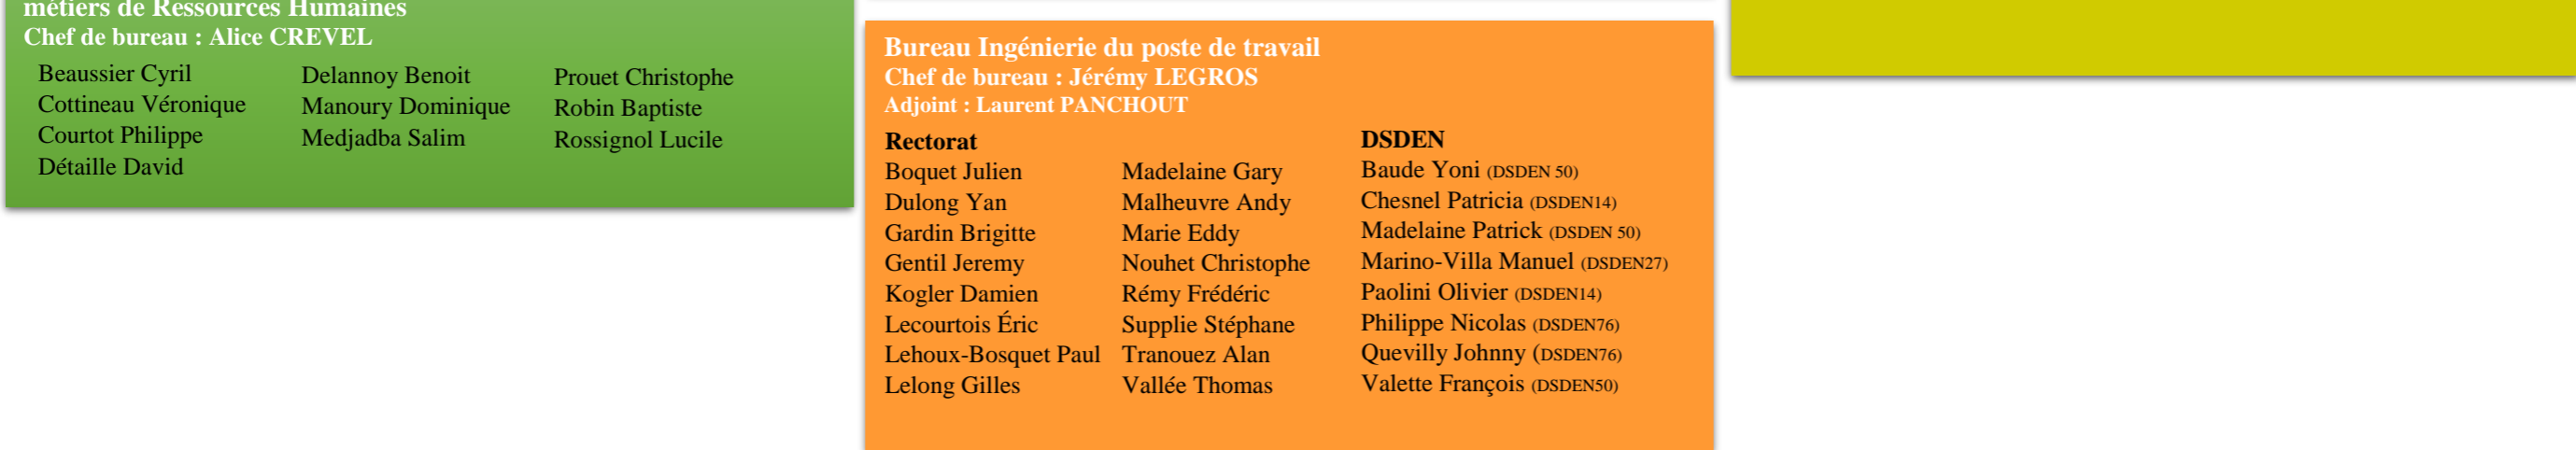 métiers de Ressources Humaines
Chef de bureau : Alice CREVEL
Beaussier Cyril
Cottineau Véronique
Courtot Philippe
Détaille David
Delannoy Benoit
Manoury Dominique
Medjadba Salim
Prouet Christophe
Robin Baptiste
Rossignol Lucile
Bureau Ingénierie du poste de travail
Chef de bureau : Jérémy LEGROS
Adjoint : Laurent PANCHOUT
Rectorat
Boquet Julien
Dulong Yan
Gardin Brigitte
Gentil Jeremy
Kogler Damien
Lecourtois Éric
Lehoux-Bosquet Paul
Lelong Gilles
Madelaine Gary
Malheuvre Andy
Marie Eddy
Nouhet Christophe
Rémy Frédéric
Supplie Stéphane
Tranouez Alan
Vallée Thomas
DSDEN
Baude Yoni (DSDEN 50)
Chesnel Patricia (DSDEN14)
Madelaine Patrick (DSDEN 50)
Marino-Villa Manuel (DSDEN27)
Paolini Olivier (DSDEN14)
Philippe Nicolas (DSDEN76)
Quevilly Johnny (DSDEN76)
Valette François (DSDEN50)